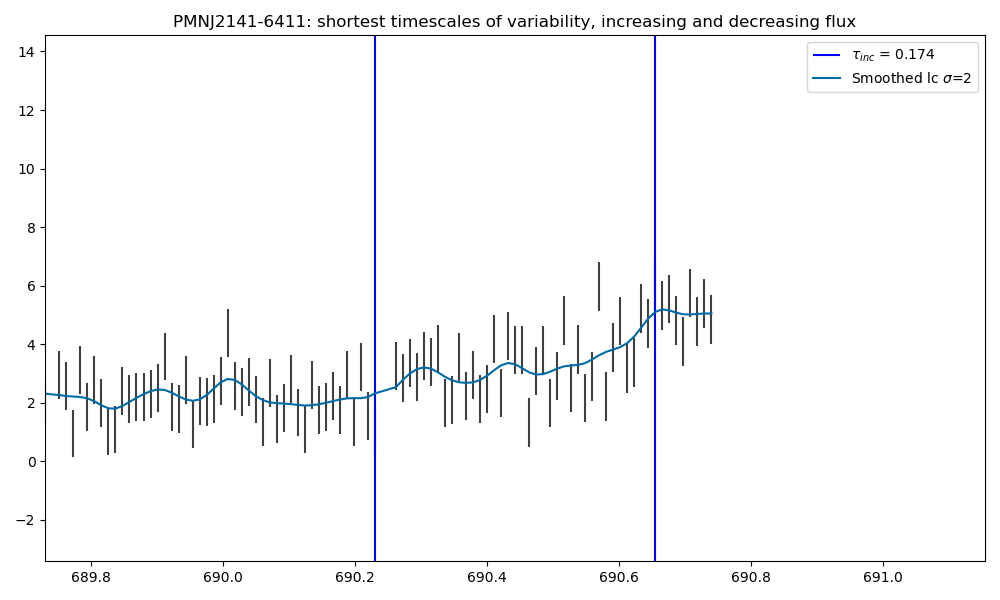 PMNJ2141-6411: shortest timescales of variability, increasing and decreasing flux
τinc = 0.174
Smoothed lc σ=2
14
12
10
8
6
4
2
0
−2
689.8 690.0 690.2 690.4 690.6 690.8 691.0